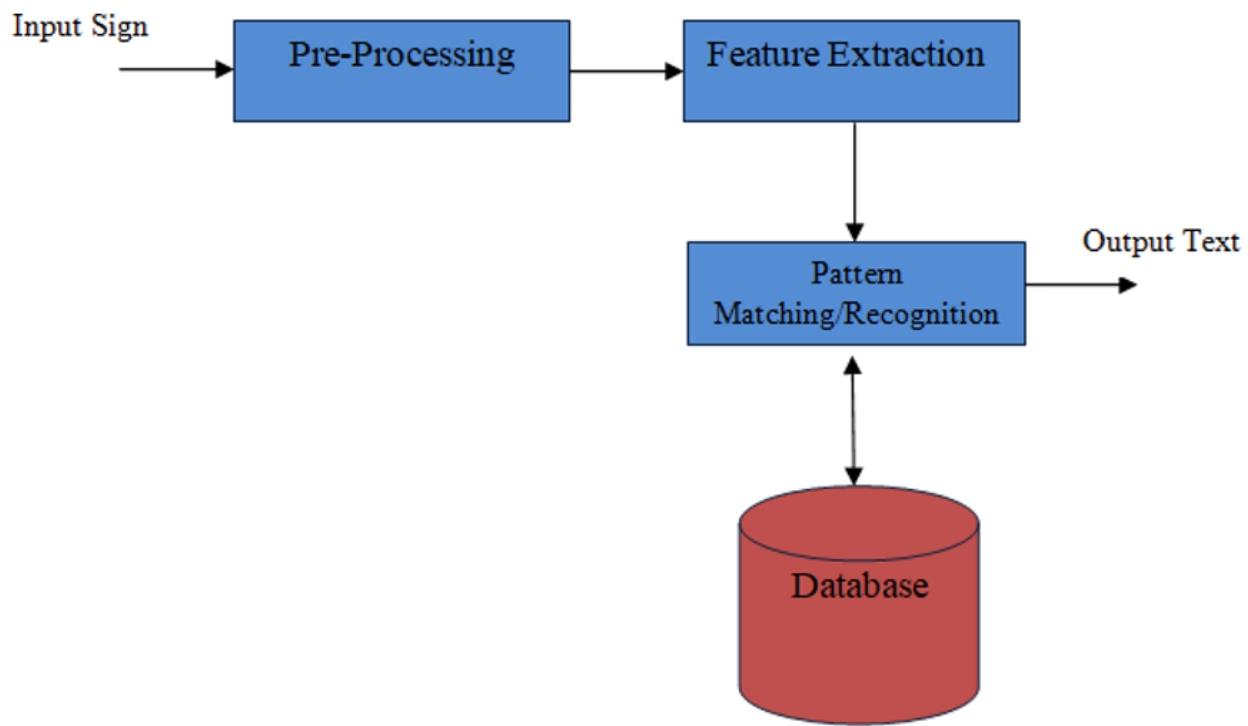 Input Sign
Pre-Processing
Feature Extraction
Pattern
Matching/Recognition
Output Text
Database